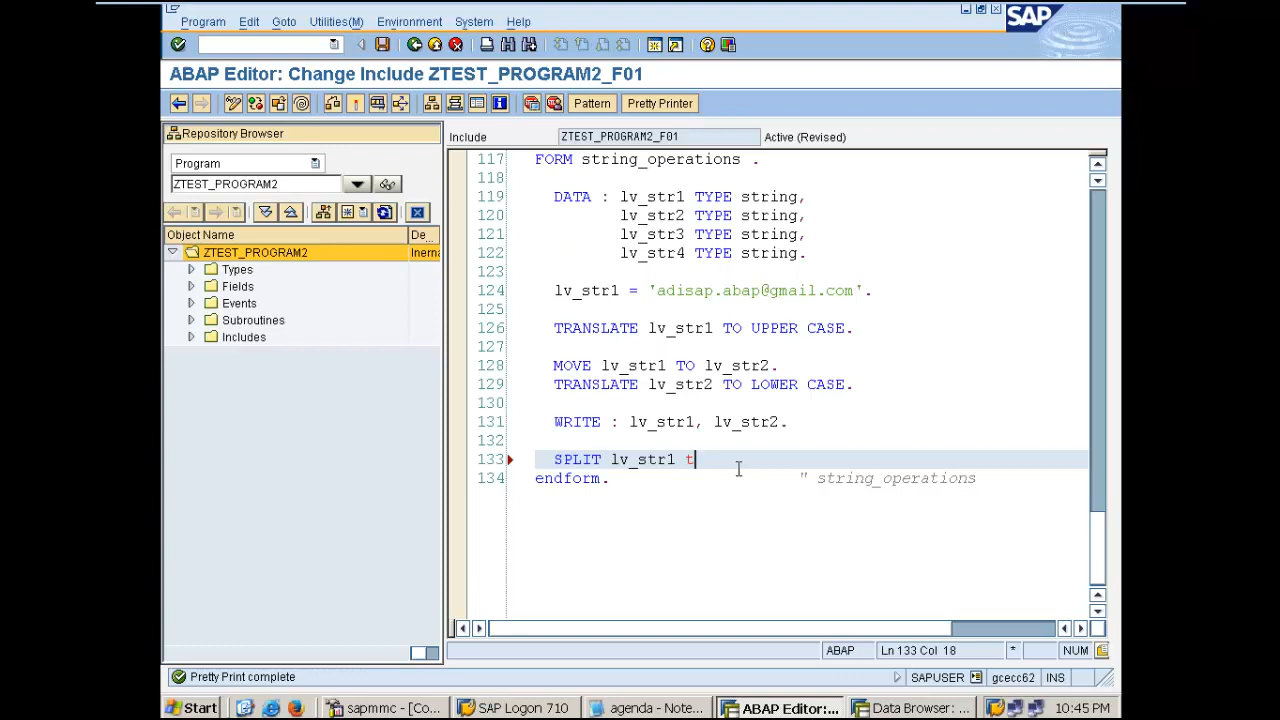 Program Edit Goto Utilities(M) Environment System Help
SAP
ABAP Editor: Change Include ZTEST_PROGRAM2_F01
Pattern Pretty Printer
Repository Browser
Include ZTEST_PROGRAM2_F01 Active (Revised)
Program
ZTEST_PROGRAM2
Object Name De...
ZTEST_PROGRAM2 Inerna
Types
Fields
Events
Subroutines
Includes
117 FORM string_operations .
118
119 DATA : lv_str1 TYPE string,
120 lv_str2 TYPE string,
121 lv_str3 TYPE string,
122 lv_str4 TYPE string.
123
124 lv_str1 = 'adisap.abap@gmail.com'.
125
126 TRANSLATE lv_str1 TO UPPER CASE.
127
128 MOVE lv_str1 TO lv_str2.
129 TRANSLATE lv_str2 TO LOWER CASE.
130
131 WRITE : lv_str1, lv_str2.
132
133 SPLIT lv_str1 t
134 endform. " string_operations
ABAP Ln 133 Col 18 * NUM
Pretty Print complete SAPUSER gcecc62 INS
Start sapmmc - [Co... SAP Logon 710 agenda - Note... ABAP Editor:... Data Browser: ... 10:45 PM